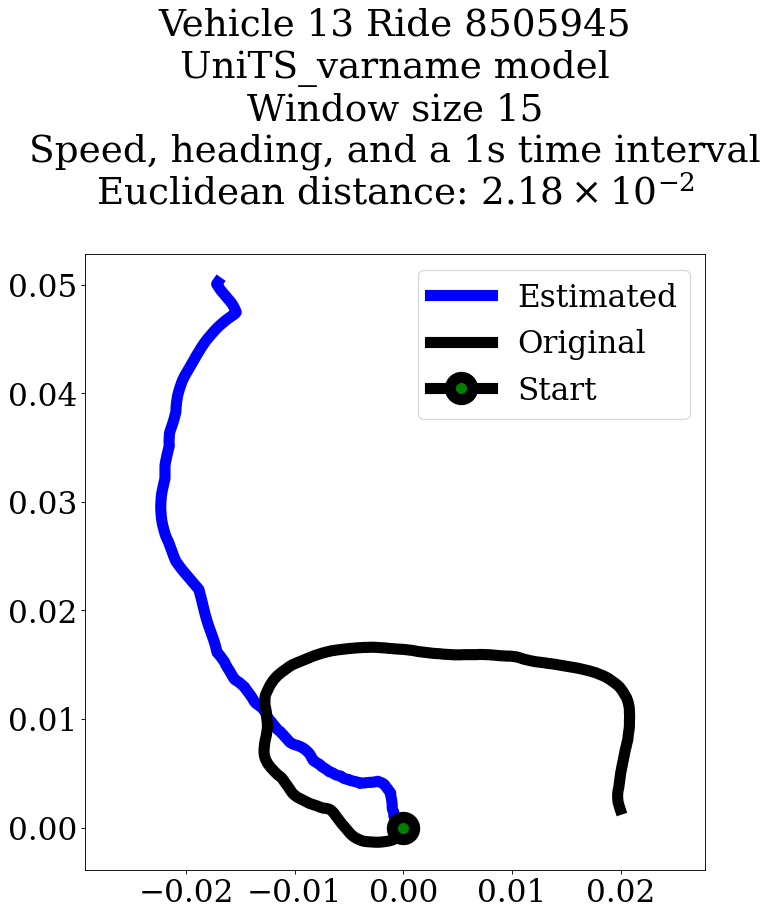 Vehicle 13 Ride 8505945
UniTS_varname model
Window size 15
Speed, heading, and a 1s time interval
Euclidean distance: 2.18 × 10⁻²
Estimated
Original
Start
0.05
0.04
0.03
0.02
0.01
0.00
−0.02 −0.01 0.00 0.01 0.02